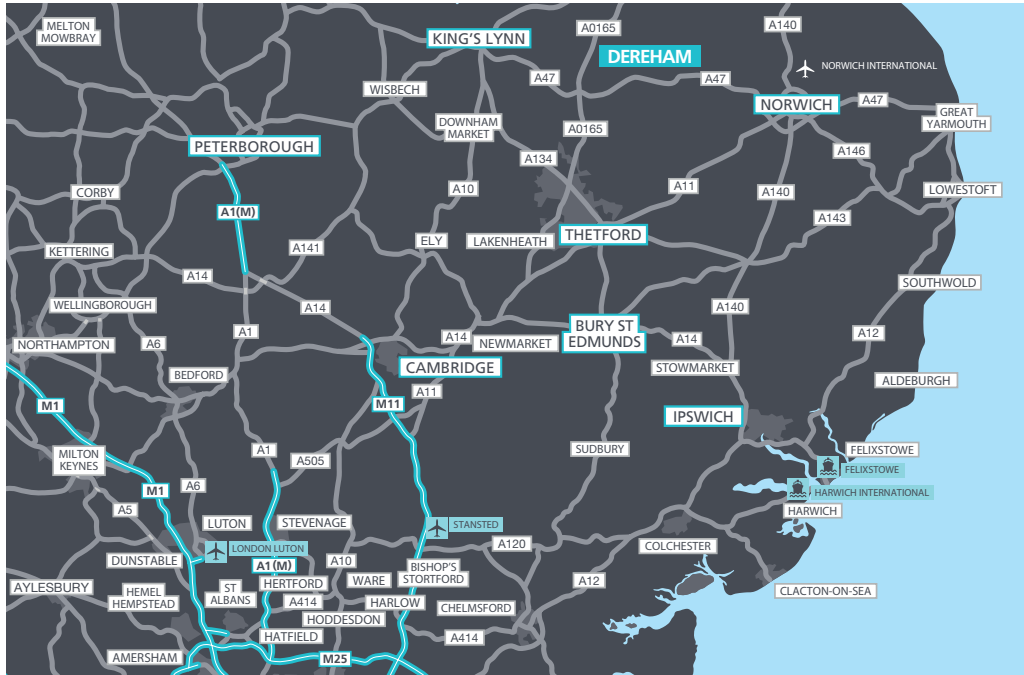 MELTON
MOWBRAY
KING'S LYNN
A0165
A140
DEREHAM
NORWICH INTERNATIONAL
A47
A47
WISBECH
NORWICH
A47
GREAT
YARMOUTH
DOWNHAM
MARKET
A0165
PETERBOROUGH
A134
A146
CORBY
A10
A11
A140
LOWESTOFT
A1(M)
A143
KETTERING
A141
ELY
LAKENHEATH
THETFORD
A14
SOUTHWOLD
WELLINGBOROUGH
A14
A140
NORTHAMPTON
A6
A1
A14
NEWMARKET
BURY ST
EDMUNDS
A14
A12
BEDFORD
CAMBRIDGE
STOWMARKET
ALDEBURGH
M1
M11
A11
IPSWICH
MILTON
KEYNES
A1
A505
SUDBURY
FELIXSTOWE
FELIXSTOWE
M1
A6
HARWICH INTERNATIONAL
A5
LUTON
STEVENAGE
STANSTED
HARWICH
DUNSTABLE
LONDON LUTON
A1(M)
A10
A120
COLCHESTER
BISHOP'S
STORTFORD
AYLESBURY
HEMEL
HEMPSTEAD
ST
ALBANS
HERTFORD
WARE
A12
CLACTON-ON-SEA
A414
HARLOW
CHELMSFORD
HODDESDON
HATFIELD
A414
AMERSHAM
M25